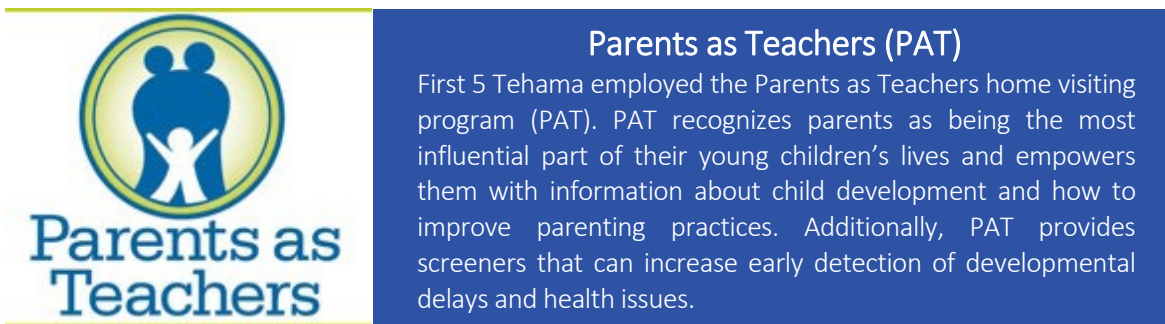 Parents as
Teachers
Parents as Teachers (PAT)
First 5 Tehama employed the Parents as Teachers home visiting
program (PAT). PAT recognizes parents as being the most
influential part of their young children’s lives and empowers
them with information about child development and how to
improve parenting practices. Additionally, PAT provides
screeners that can increase early detection of developmental
delays and health issues.